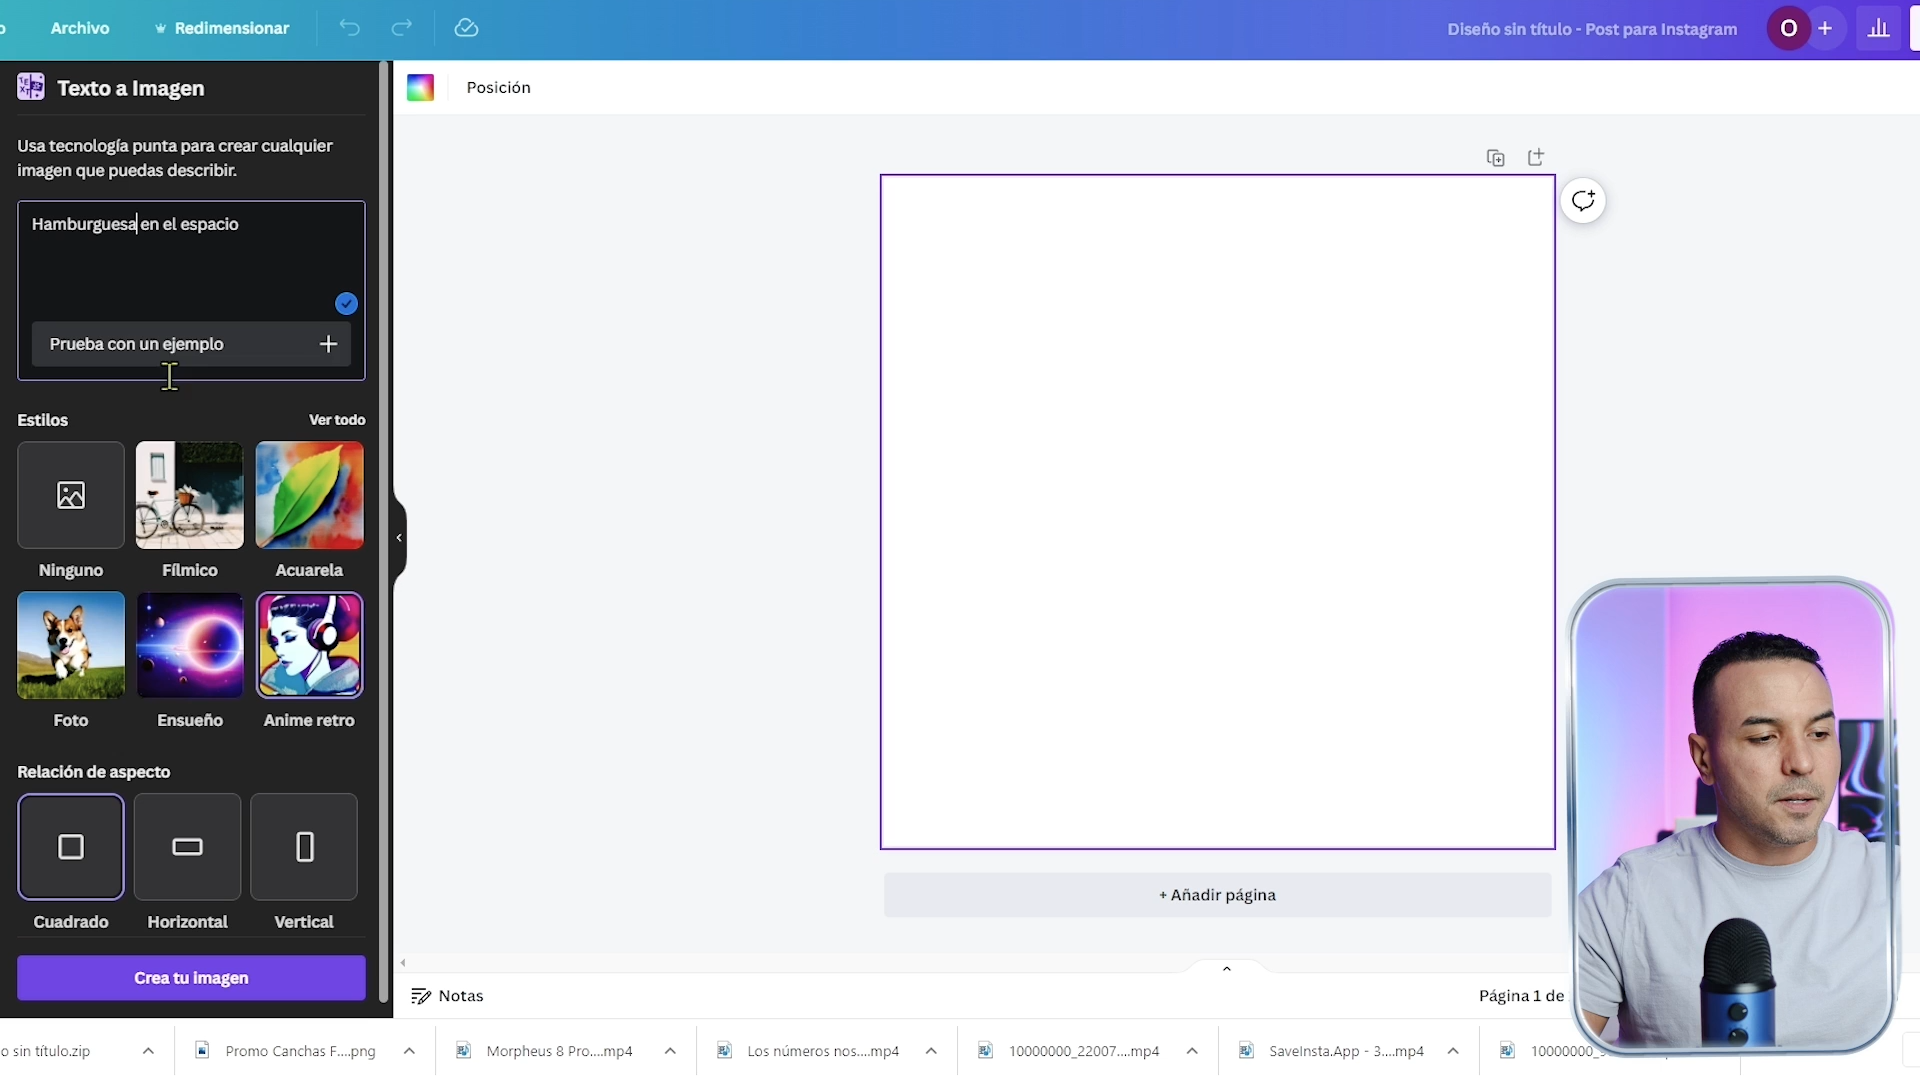 Archivo
Redimensionar
Diseño sin título - Post para Instagram
O
Texto a Imagen
Posición
Usa tecnología punta para crear cualquier
imagen que puedas describir.
Hamburguesa en el espacio
Prueba con un ejemplo
Estilos
Ver todo
Ninguno
Fílmico
Acuarela
Foto
Ensueño
Anime retro
Relación de aspecto
Cuadrado
Horizontal
Vertical
+ Añadir página
Crea tu imagen
Notas
Página 1 de
o sin título.zip
Promo Canchas F....png
Morpheus 8 Pro....mp4
Los números nos....mp4
10000000_22007....mp4
SaveInsta.App - 3....mp4